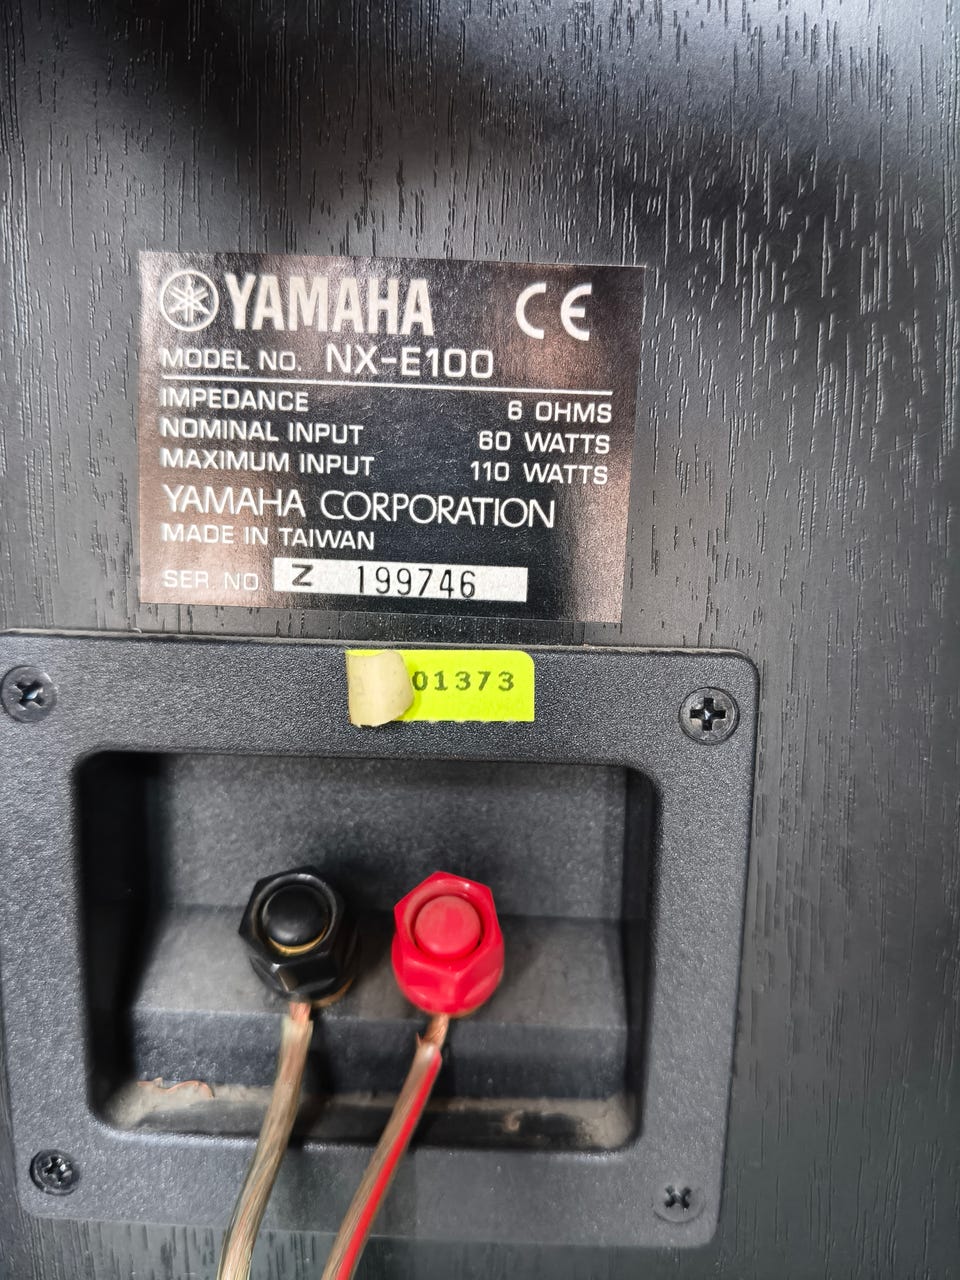 YAMAHA CE
MODEL NO. NX-E100
IMPEDANCE 6 OHMS
NOMINAL INPUT 60 WATTS
MAXIMUM INPUT 110 WATTS
YAMAHA CORPORATION
MADE IN TAIWAN
SER. NO. Z 199746
01373